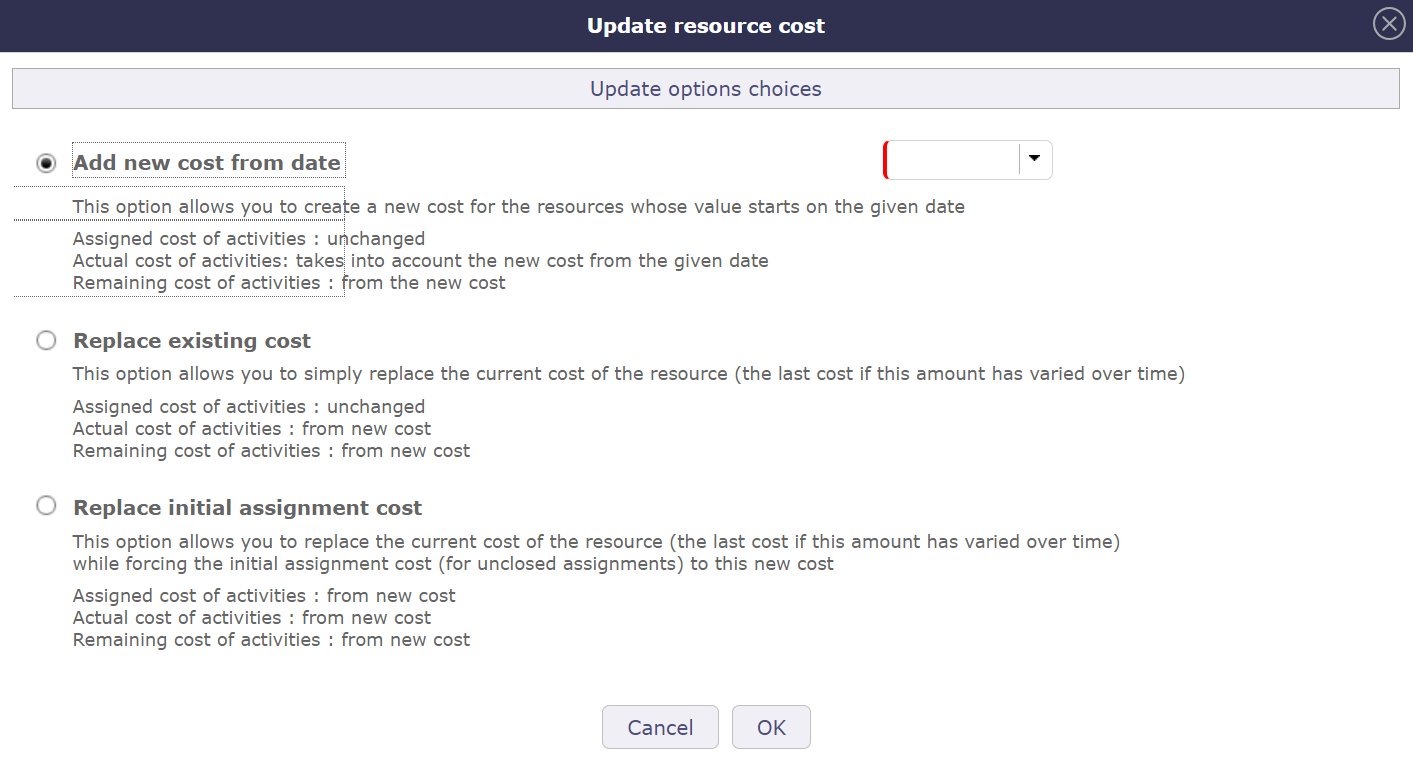 Update resource cost
Update options choices
Add new cost from date
This option allows you to create a new cost for the resources whose value starts on the given date
Assigned cost of activities : unchanged
Actual cost of activities: takes into account the new cost from the given date
Remaining cost of activities : from the new cost
Replace existing cost
This option allows you to simply replace the current cost of the resource (the last cost if this amount has varied over time)
Assigned cost of activities : unchanged
Actual cost of activities : from new cost
Remaining cost of activities : from new cost
Replace initial assignment cost
This option allows you to replace the current cost of the resource (the last cost if this amount has varied over time)
while forcing the initial assignment cost (for unclosed assignments) to this new cost
Assigned cost of activities : from new cost
Actual cost of activities : from new cost
Remaining cost of activities : from new cost
Cancel OK